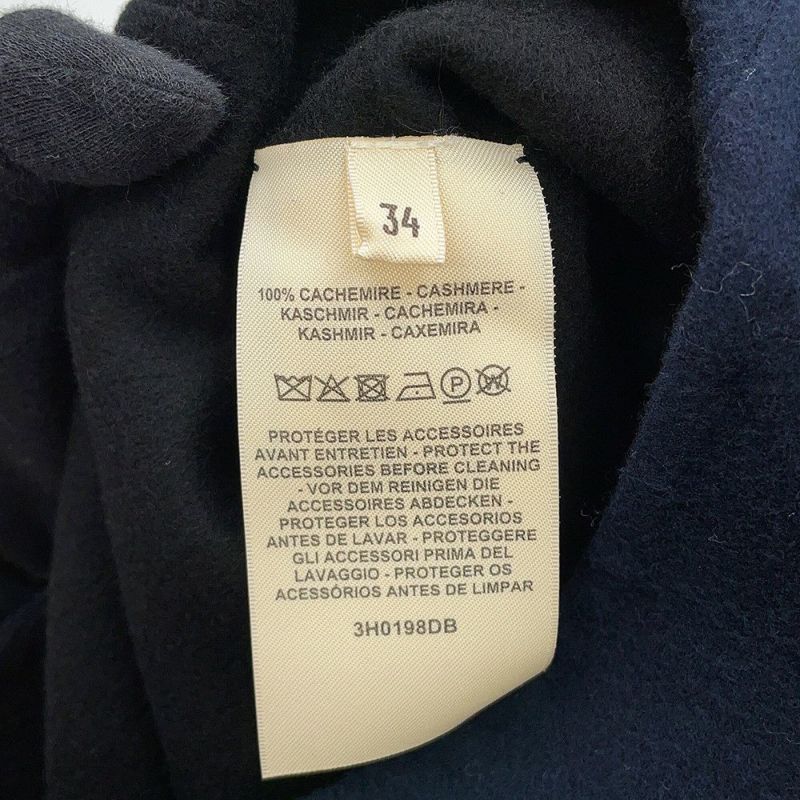 34
100% CACHEMIRE - CASHMERE -
KASCHMIR - CACHEMIRA -
KASHMIR - CAXEMIRA
P W
PROTÉGER LES ACCESSOIRES
AVANT ENTRETIEN - PROTECT THE
ACCESSORIES BEFORE CLEANING
- VOR DEM REINIGEN DIE
ACCESSOIRES ABDECKEN -
PROTEGER LOS ACCESORIOS
ANTES DE LAVAR - PROTEGGERE
GLI ACCESSORI PRIMA DEL
LAVAGGIO - PROTEGER OS
ACESSÓRIOS ANTES DE LIMPAR
3H0198DB